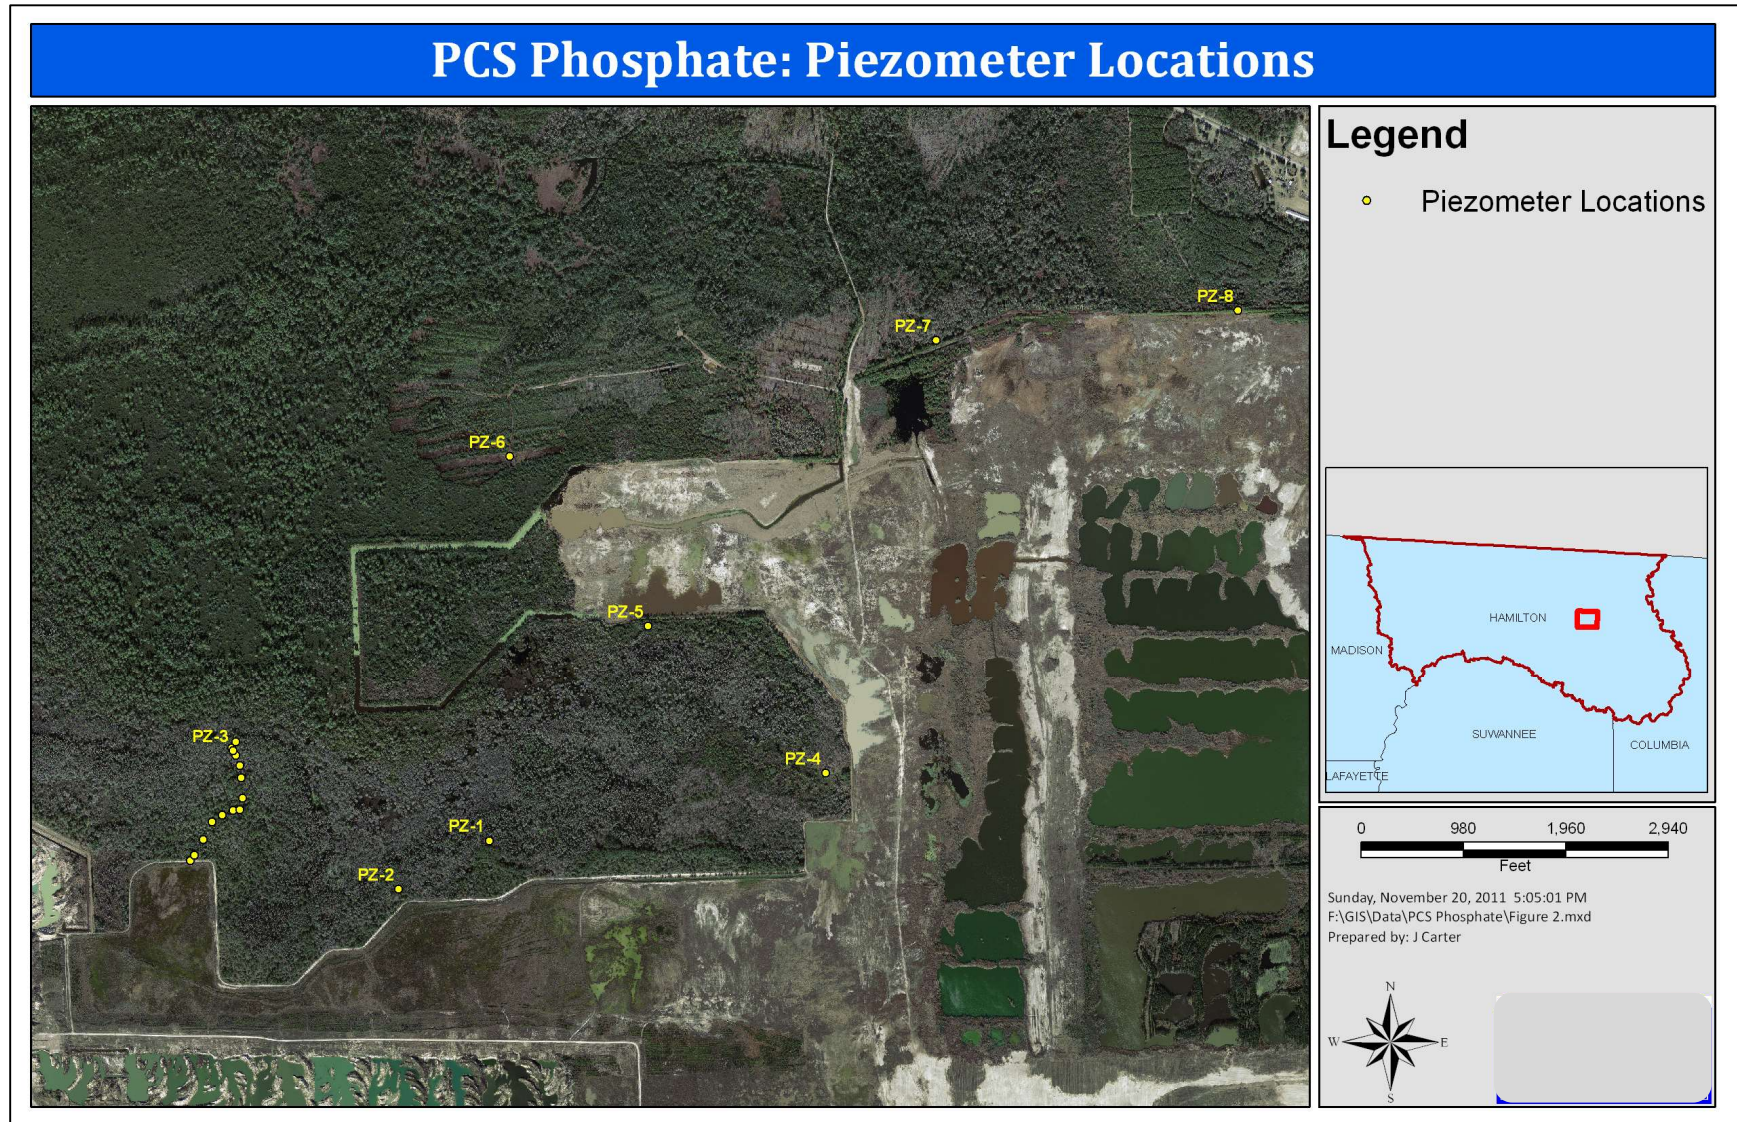 PCS Phosphate: Piezometer Locations
PZ-8
PZ-7
PZ-6
PZ-5
PZ-3
PZ-4
PZ-1
PZ-2
Legend
Piezometer Locations
HAMILTON
MADISON
SUWANNEE
COLUMBIA
LAFAYETTE
0 980 1,960 2,940
Feet
Sunday, November 20, 2011 5:05:01 PM
F:\GIS\Data\PCS Phosphate\Figure 2.mxd
Prepared by: J Carter
N
W E
S